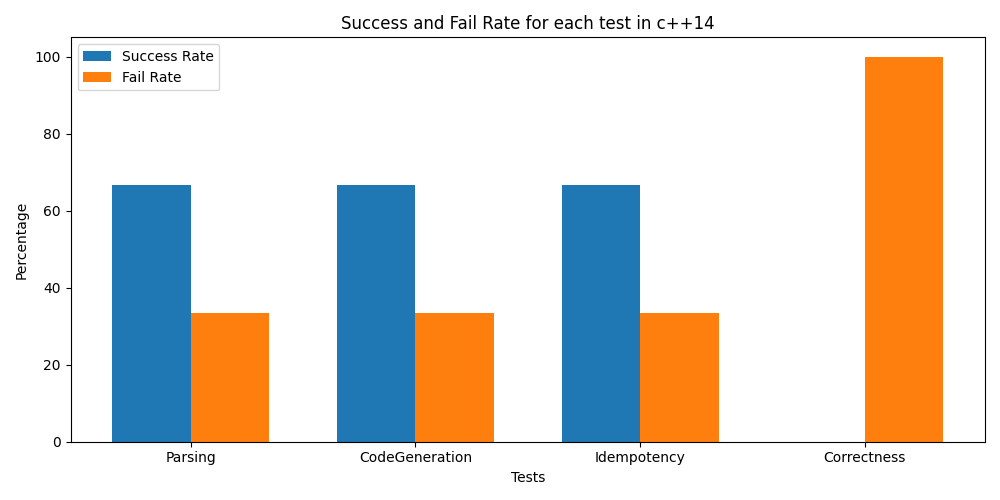 Success and Fail Rate for each test in c++14
Success Rate
Fail Rate
Percentage
100
80
60
40
20
0
Parsing
CodeGeneration
Idempotency
Correctness
Tests